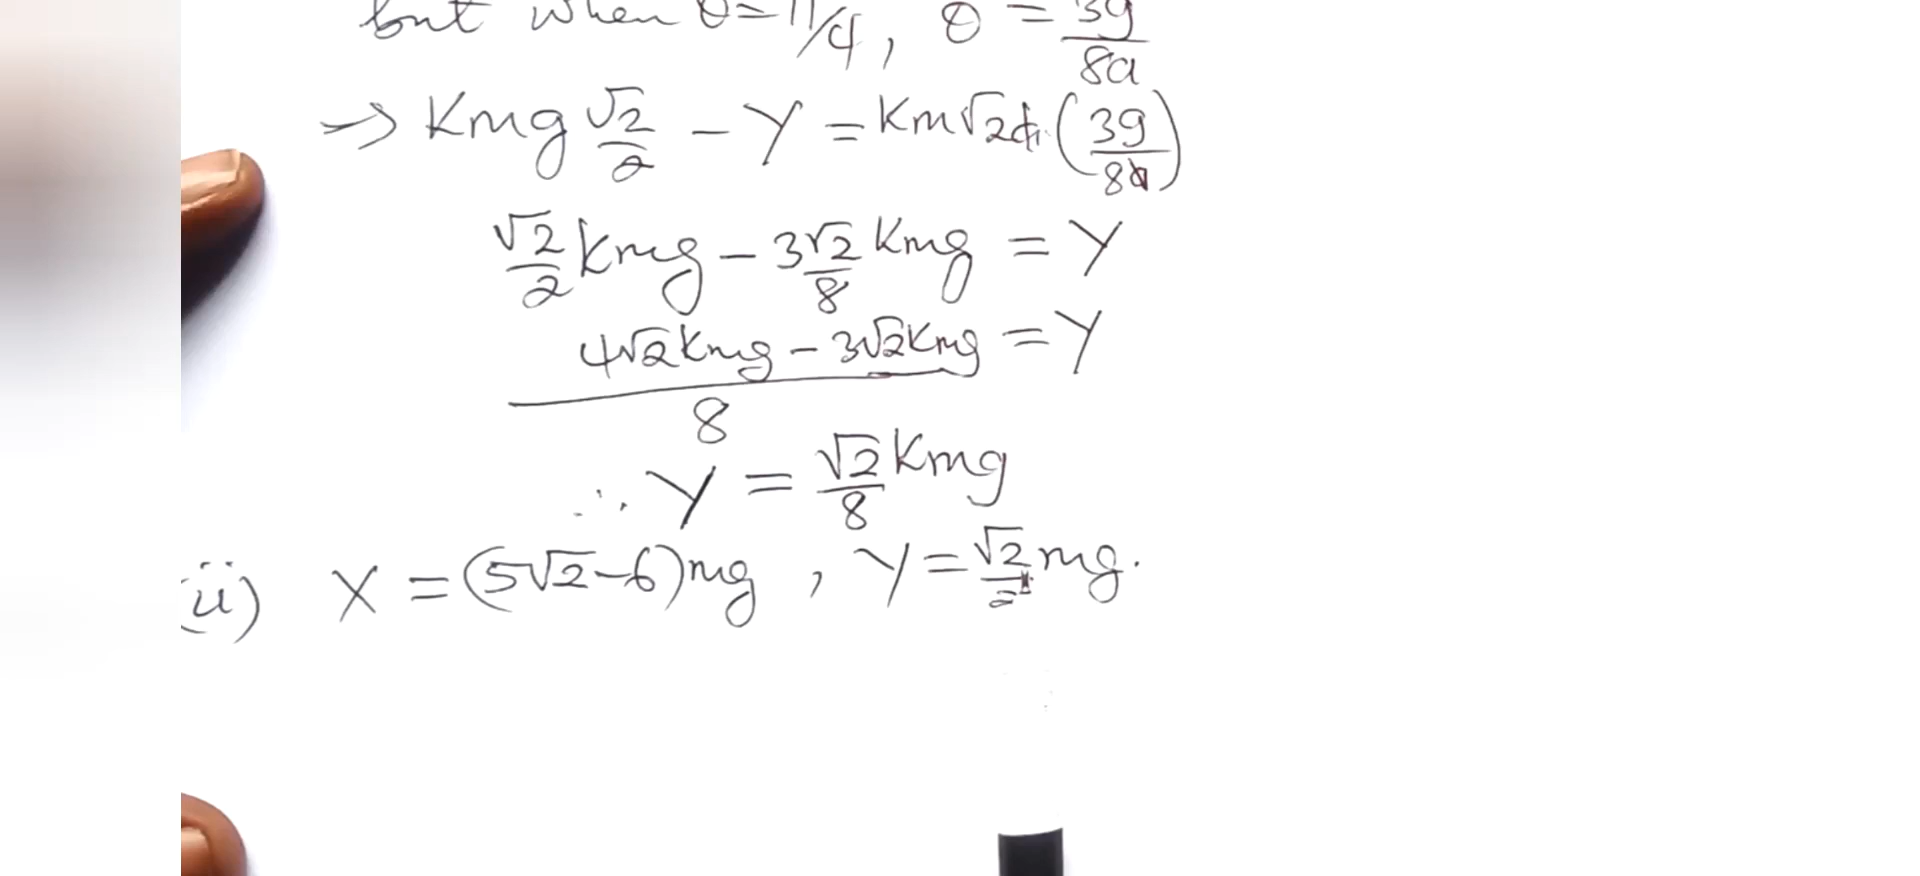 but when θ = π/4, θ̈ = 3g/8a
⇒ Kmg √2/2 − Y = Km√2a (3g/8a)
√2/2 Kmg − 3√2/8 Kmg = Y
(4√2Kmg − 3√2Kmg)/8 = Y
∴ Y = √2/8 Kmg
(ii) X = (5√2−6)mg , Y = √2/ mg.